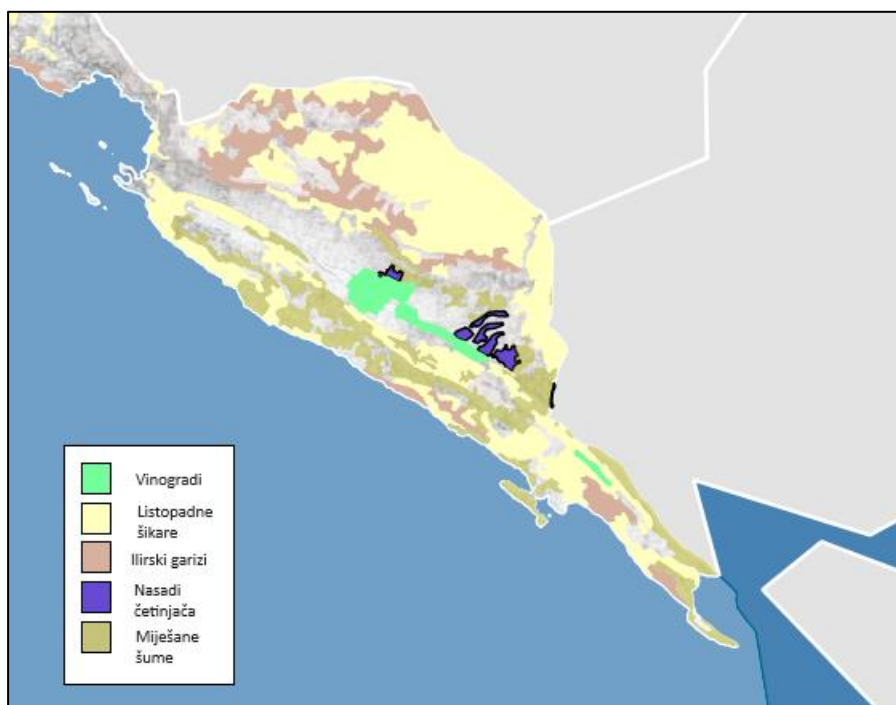 Vinogradi
Listopadne
šikare
Ilirski garizi
Nasadi
četinjača
Miješane
šume